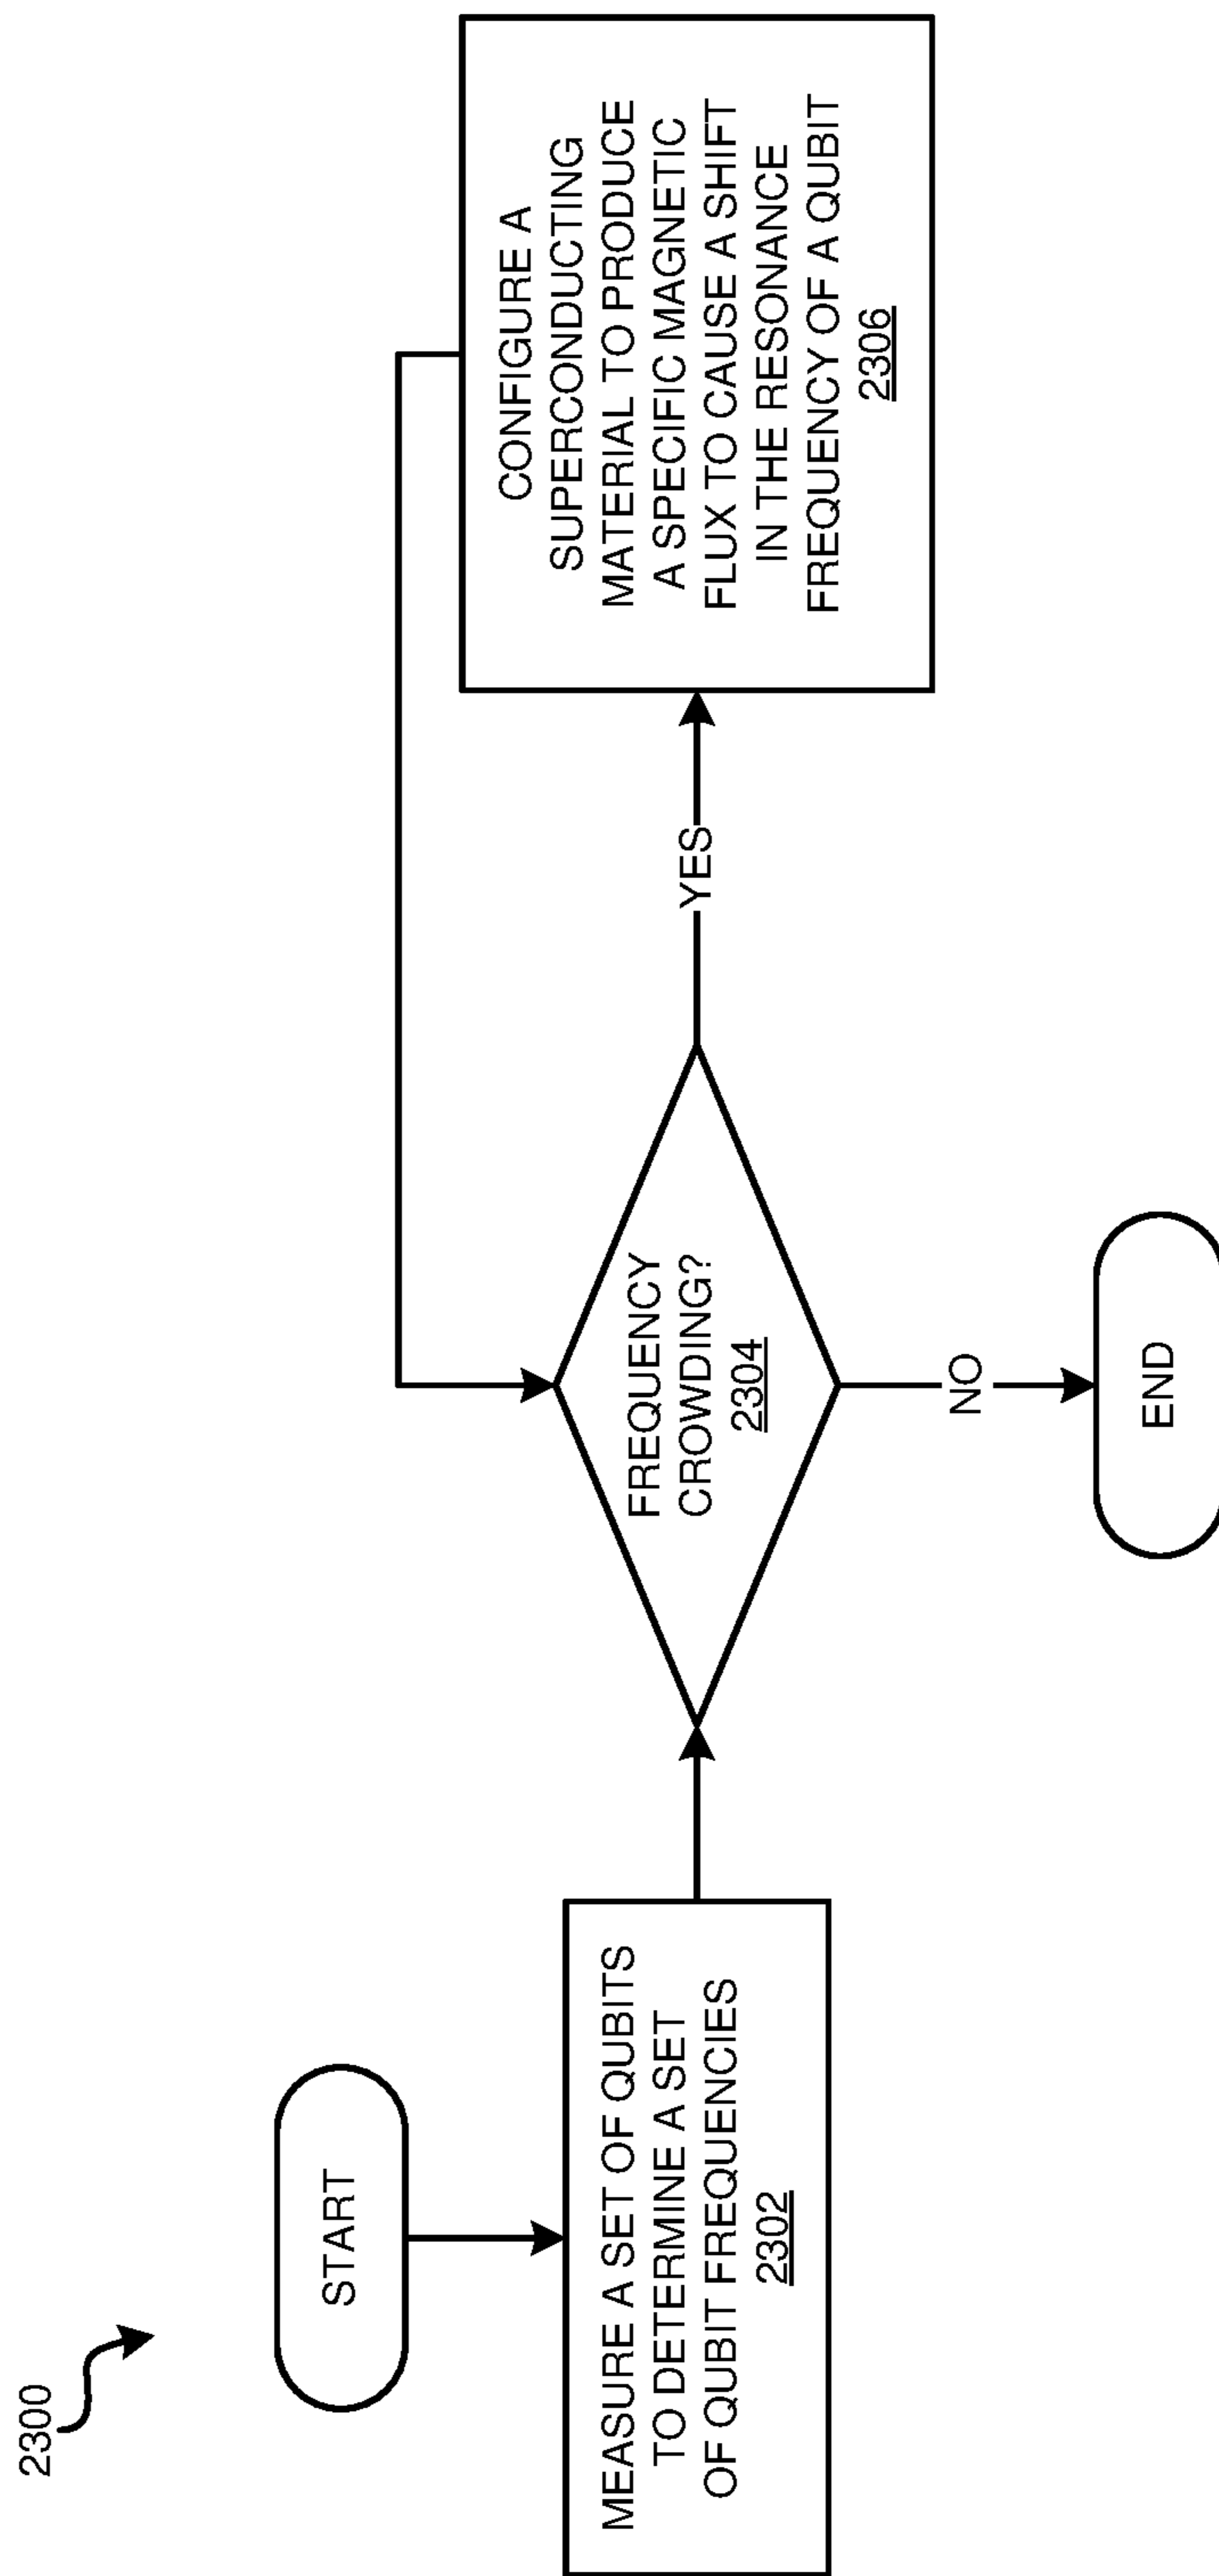 2300
START
MEASURE A SET OF QUBITS
TO DETERMINE A SET
OF QUBIT FREQUENCIES
2302
FREQUENCY
CROWDING?
2304
YES
CONFIGURE A
SUPERCONDUCTING
MATERIAL TO PRODUCE
A SPECIFIC MAGNETIC
FLUX TO CAUSE A SHIFT
IN THE RESONANCE
FREQUENCY OF A QUBIT
2306
NO
END